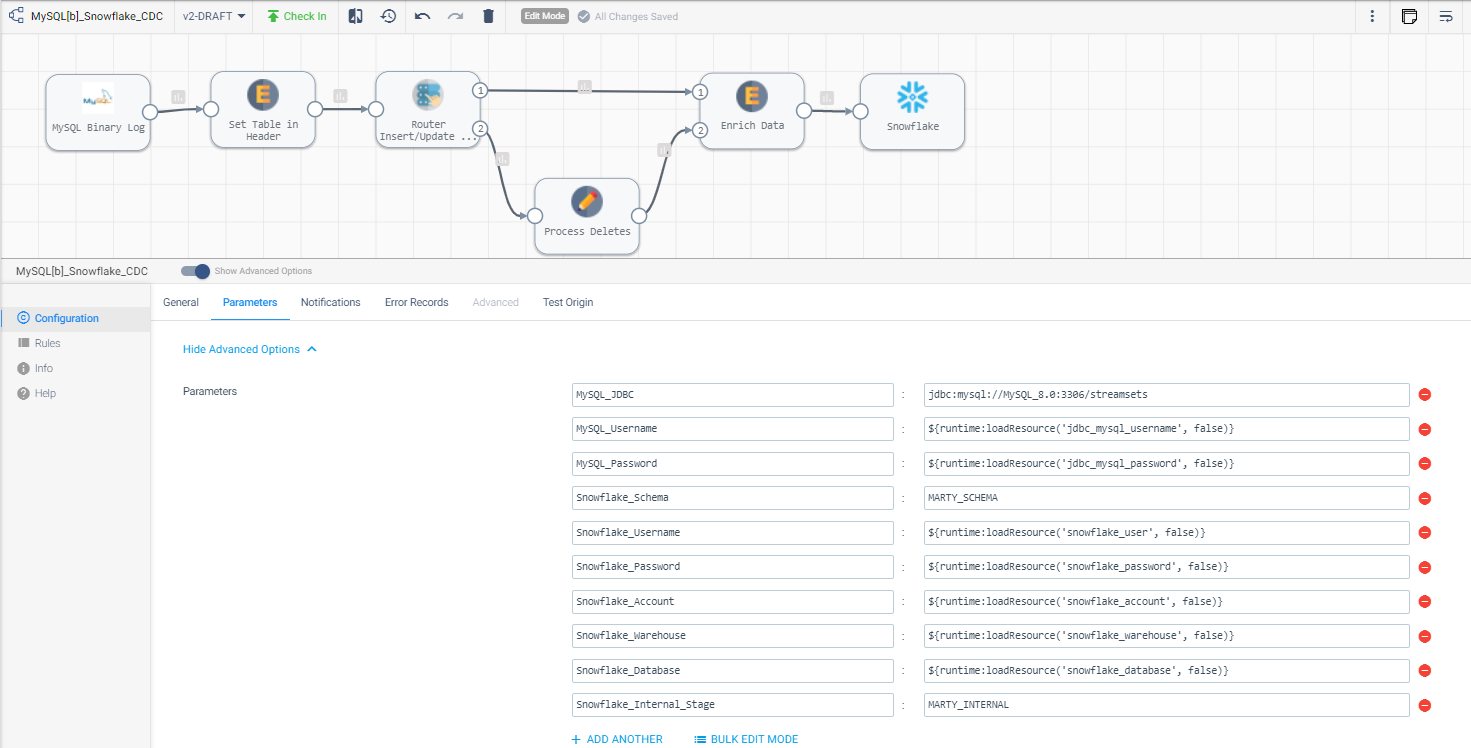 MySQL[b]_Snowflake_CDC
v2-DRAFT
Check In
Edit Mode
All Changes Saved
MySQL
MySQL Binary Log
E
Set Table in
Header
Router
Insert/Update ...
1
2
Process Deletes
1
2
E
Enrich Data
Snowflake
MySQL[b]_Snowflake_CDC
Show Advanced Options
Configuration
Rules
Info
Help
General
Parameters
Notifications
Error Records
Advanced
Test Origin
Hide Advanced Options
Parameters
MySQL_JDBC : jdbc:mysql://MySQL_8.0:3306/streamsets
MySQL_Username : ${runtime:loadResource('jdbc_mysql_username', false)}
MySQL_Password : ${runtime:loadResource('jdbc_mysql_password', false)}
Snowflake_Schema : MARTY_SCHEMA
Snowflake_Username : ${runtime:loadResource('snowflake_user', false)}
Snowflake_Password : ${runtime:loadResource('snowflake_password', false)}
Snowflake_Account : ${runtime:loadResource('snowflake_account', false)}
Snowflake_Warehouse : ${runtime:loadResource('snowflake_warehouse', false)}
Snowflake_Database : ${runtime:loadResource('snowflake_database', false)}
Snowflake_Internal_Stage : MARTY_INTERNAL
+ ADD ANOTHER
BULK EDIT MODE